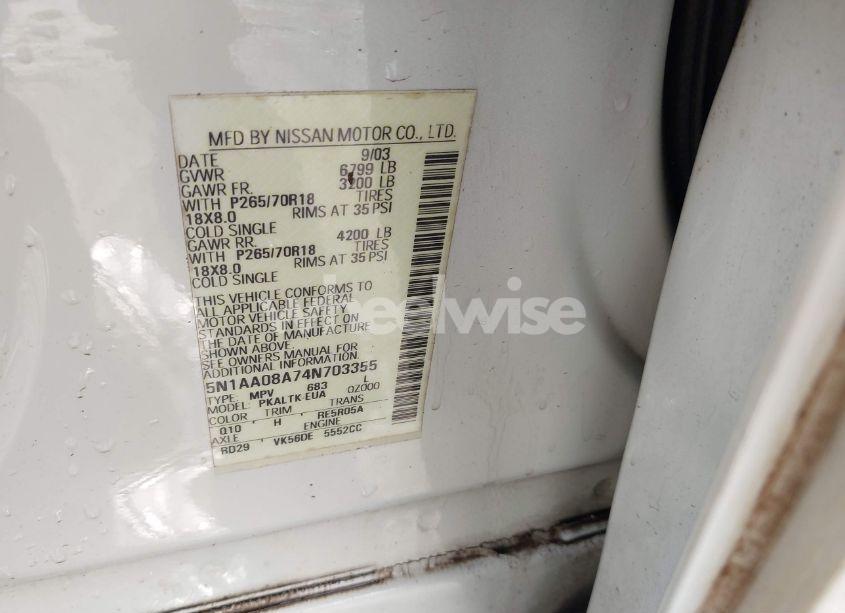 MFD BY NISSAN MOTOR CO., LTD.
DATE 9/03
GVWR 6799 LB
GAWR FR. 3200 LB
WITH P265/70R18 TIRES
18X8.0 RIMS AT 35 PSI
COLD SINGLE
GAWR RR. 4200 LB
WITH P265/70R18 TIRES
18X8.0 RIMS AT 35 PSI
COLD SINGLE
THIS VEHICLE CONFORMS TO
ALL APPLICABLE FEDERAL
MOTOR VEHICLE SAFETY
STANDARDS IN EFFECT ON
THE DATE OF MANUFACTURE
SHOWN ABOVE.
SEE OWNERS MANUAL FOR
ADDITIONAL INFORMATION.
5N1AA08A74N703355
TYPE: MPV 683 L
MODEL: PKALTK-EUA QZ000
COLOR TRIM TRANS
Q10 H RE5R05A
AXLE ENGINE
RD29 VK56DE 5552CC
eelwise